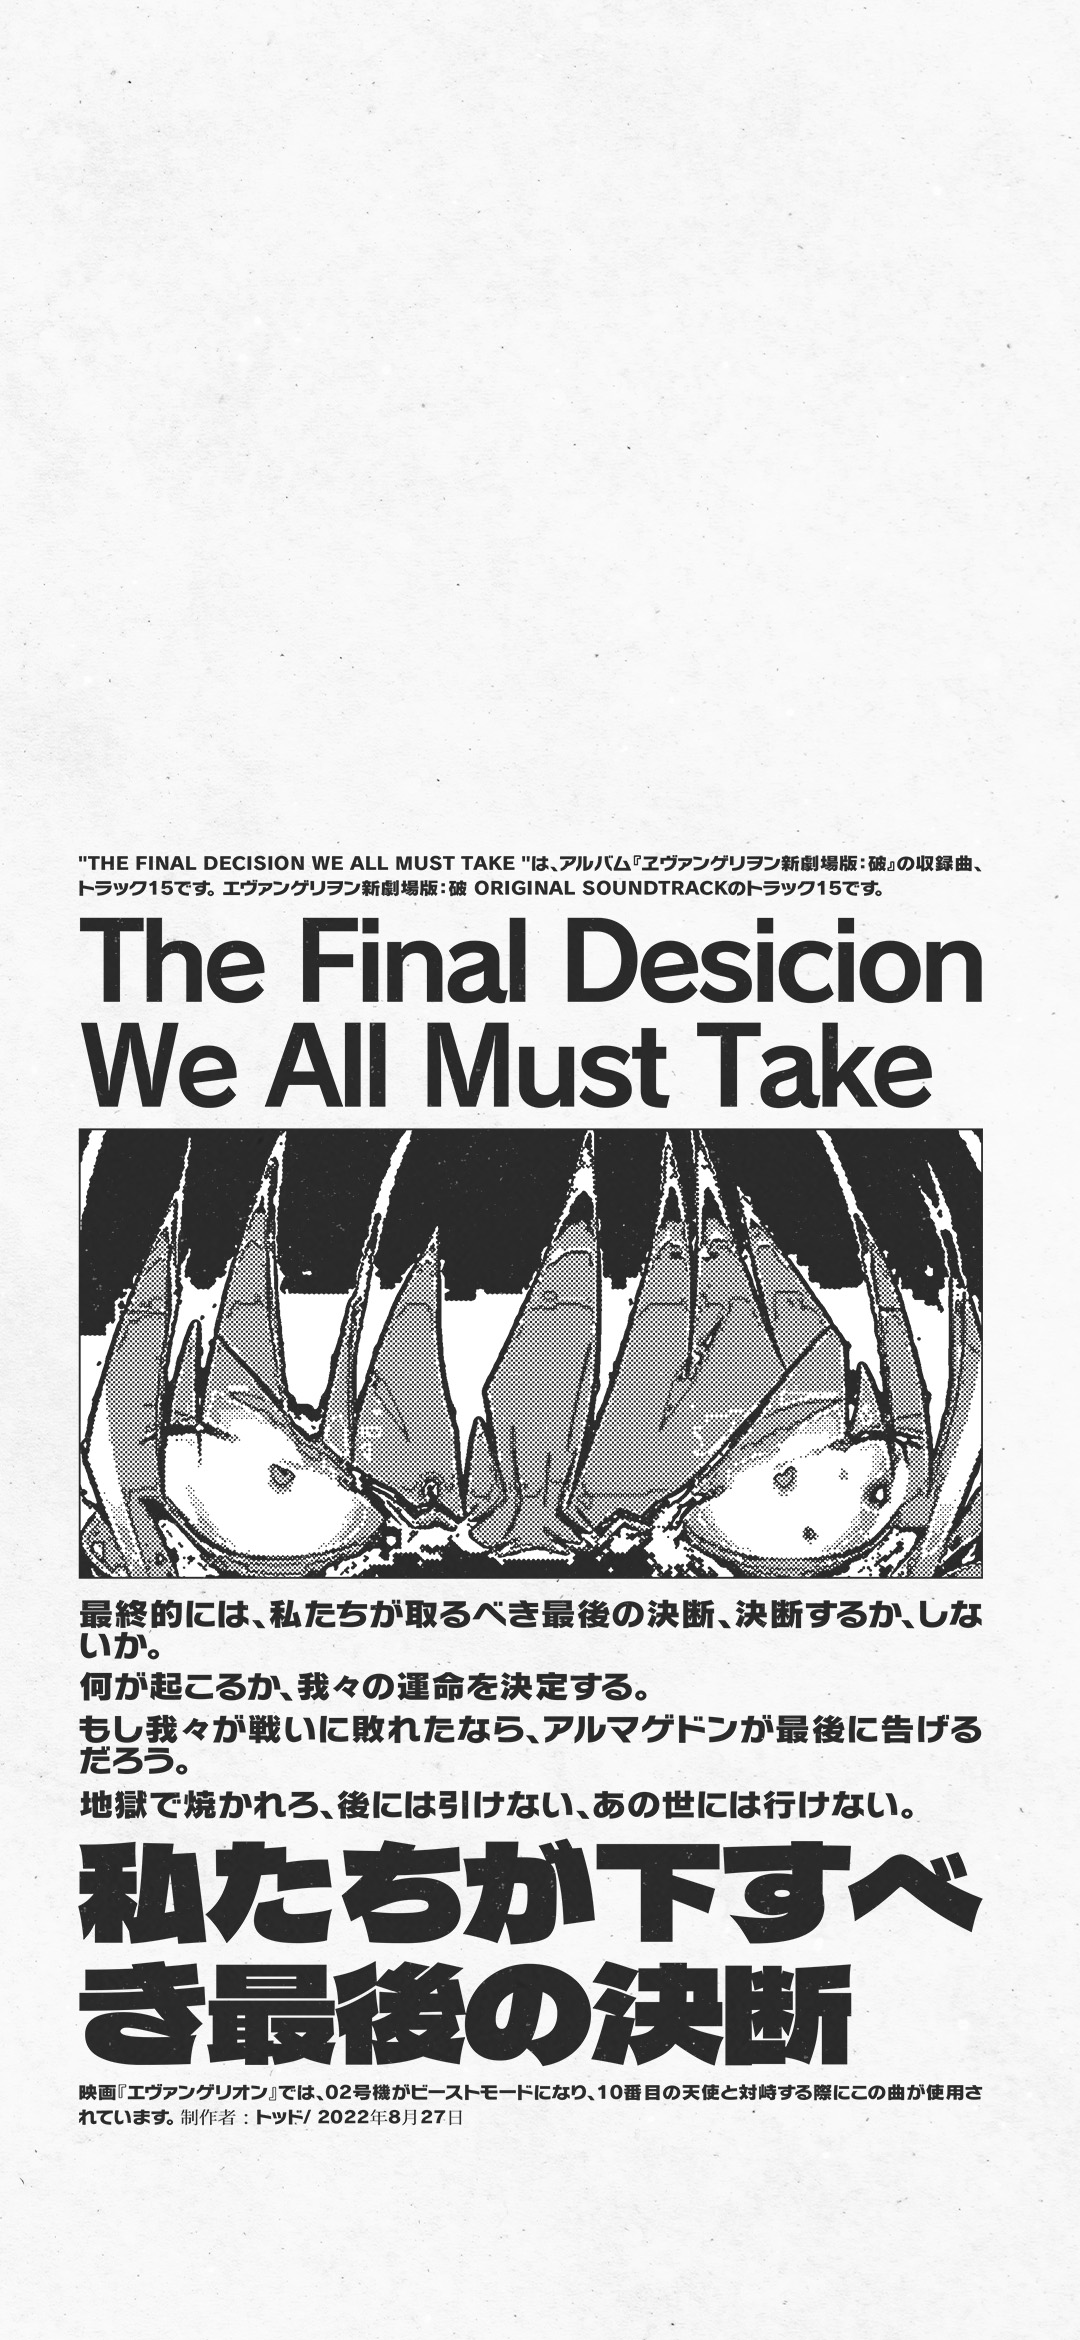 "THE FINAL DECISION WE ALL MUST TAKE "は、アルバム『ヱヴァンゲリヲン新劇場版：破』の収録曲、
トラック15です。 エヴァンゲリヲン新劇場版：破 ORIGINAL SOUNDTRACKのトラック15です。
The Final Desicion
We All Must Take
最終的には、私たちが取るべき最後の決断、決断するか、しな
いか。
何が起こるか、我々の運命を決定する。
もし我々が戦いに敗れたなら、アルマゲドンが最後に告げる
だろう。
地獄で焼かれろ、後には引けない、あの世には行けない。
私たちが下すべ
き最後の決断
映画『エヴァンゲリオン』では、02号機がビーストモードになり、10番目の天使と対峙する際にこの曲が使用さ
れています。 制作者：トッド/ 2022年8月27日